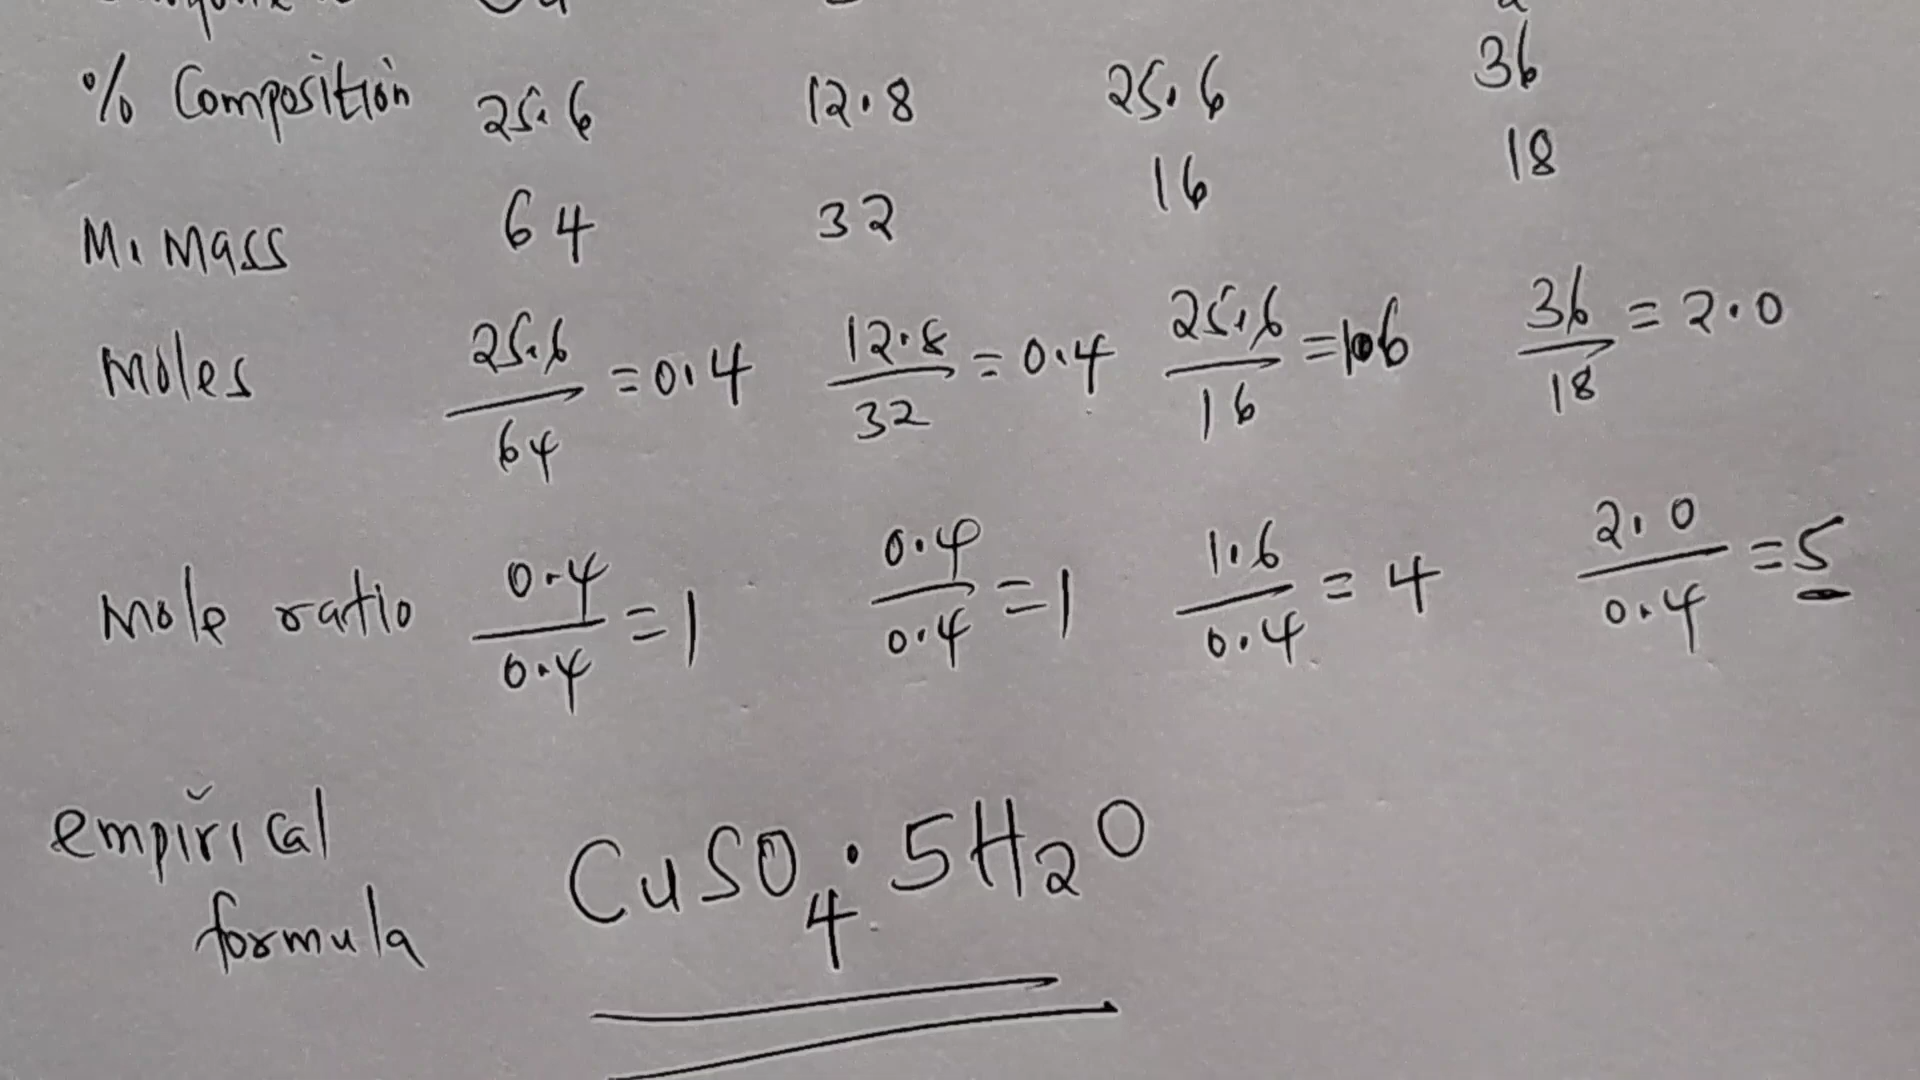 % Composition 25.6 12.8 25.6 36
M. Mass 64 32 16 18
Moles 25.6/64 = 0.4 12.8/32 = 0.4 25.6/16 = 1.6 36/18 = 2.0
Mole ratio 0.4/0.4 = 1 0.4/0.4 = 1 1.6/0.4 = 4 2.0/0.4 = 5
empirical
formula CuSO4.5H2O